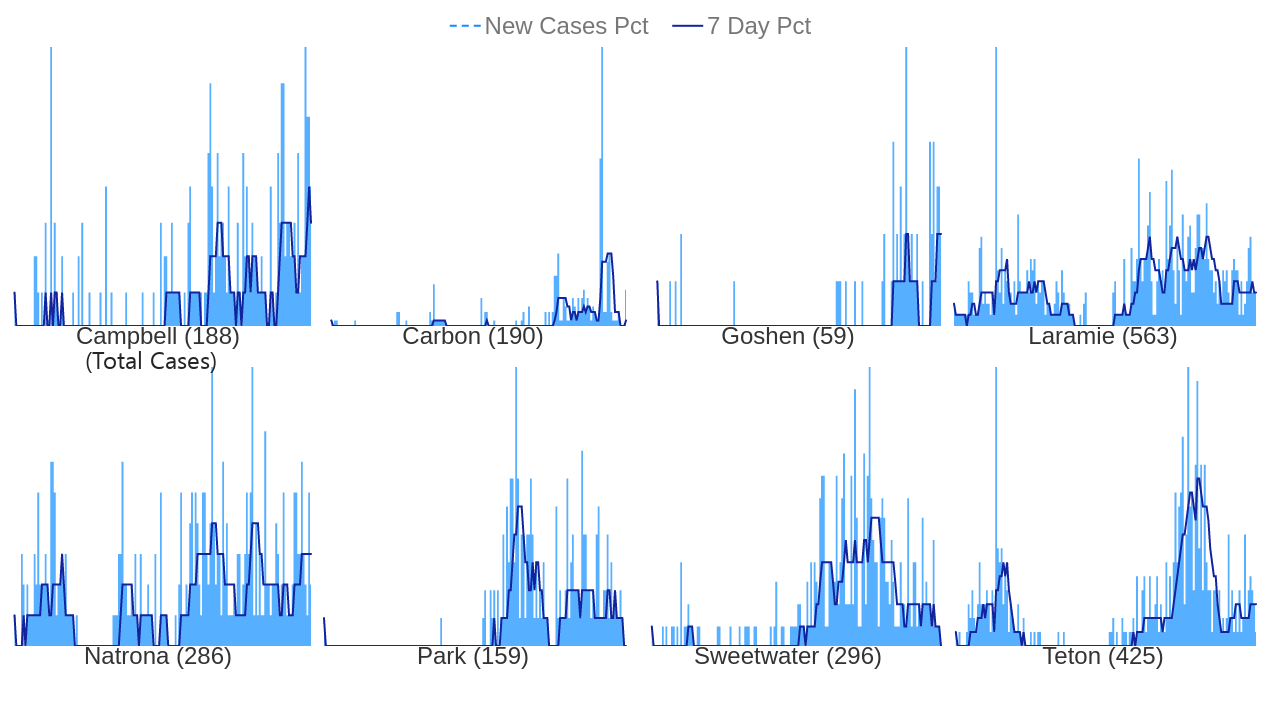 New Cases Pct 7 Day Pct
Campbell (188) Carbon (190) Goshen (59) Laramie (563)
(Total Cases)
Natrona (286) Park (159) Sweetwater (296) Teton (425)